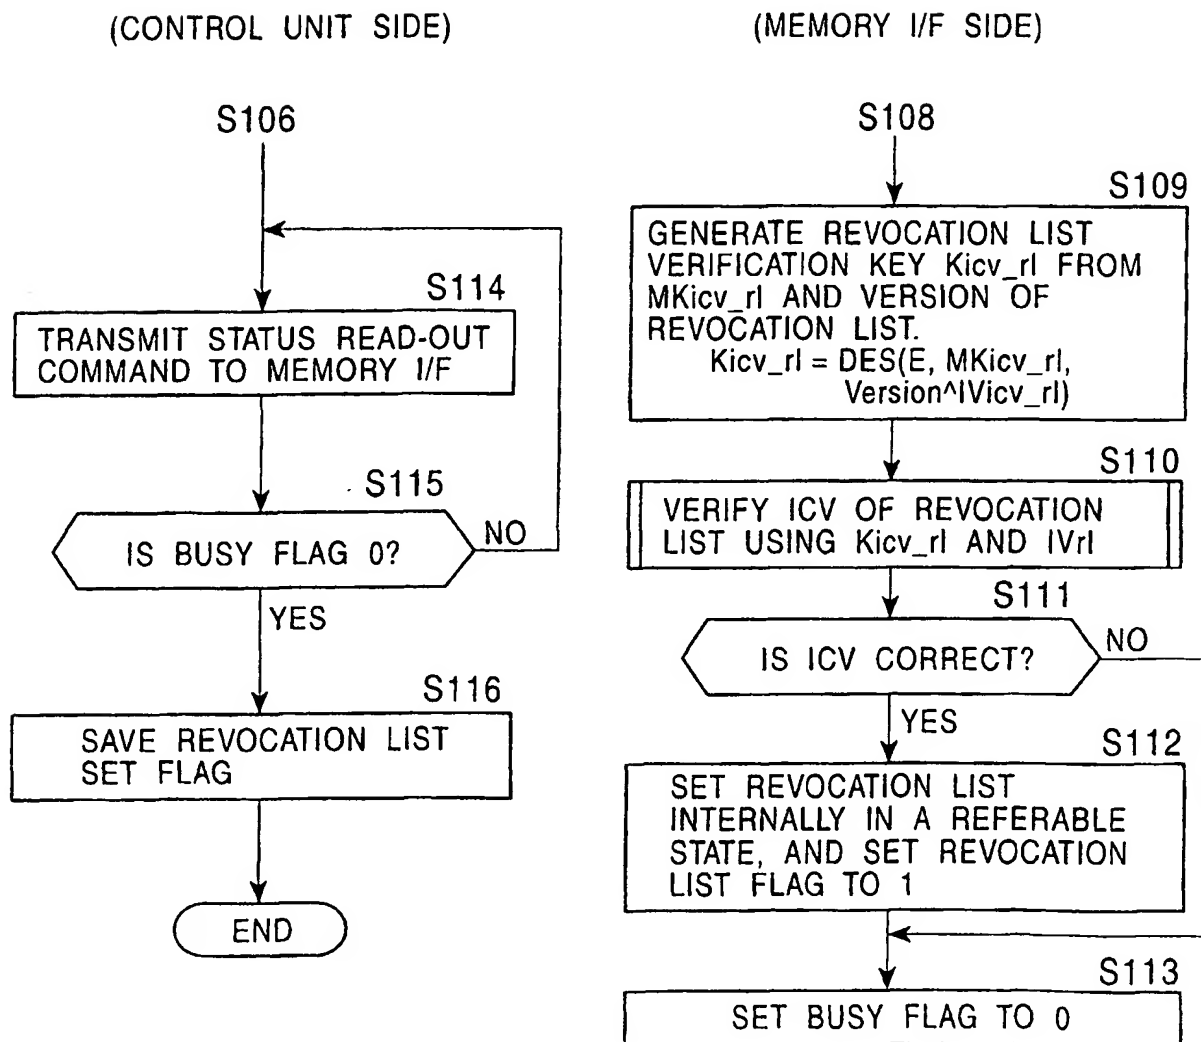 (CONTROL UNIT SIDE)
S106
S114
TRANSMIT STATUS READ-OUT
COMMAND TO MEMORY I/F
S115
IS BUSY FLAG 0?
NO
YES
S116
SAVE REVOCATION LIST
SET FLAG
END
(MEMORY I/F SIDE)
S108
S109
GENERATE REVOCATION LIST
VERIFICATION KEY Kicv_rl FROM
MKicv_rl AND VERSION OF
REVOCATION LIST.
Kicv_rl = DES(E, MKicv_rl,
Version^IVicv_rl)
S110
VERIFY ICV OF REVOCATION
LIST USING Kicv_rl AND IVrl
S111
IS ICV CORRECT?
NO
YES
S112
SET REVOCATION LIST
INTERNALLY IN A REFERABLE
STATE, AND SET REVOCATION
LIST FLAG TO 1
S113
SET BUSY FLAG TO 0